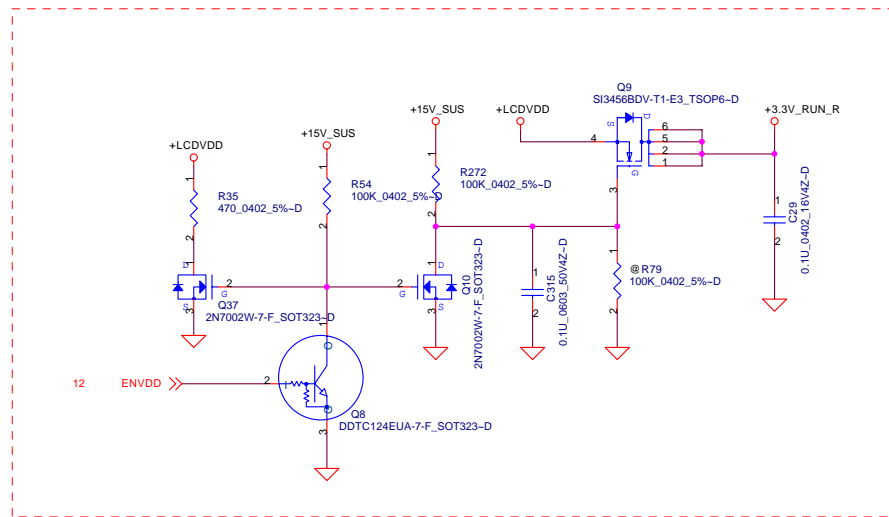 Q9
SI3456BDV-T1-E3_TSOP6~D
+15V_SUS
+LCDVDD
+3.3V_RUN_R
+15V_SUS
+LCDVDD
S
D
4
6
5
2
1
G
3
1
R35
470_0402_5%~D
2
1
R54
100K_0402_5%~D
2
1
R272
100K_0402_5%~D
2
1
C29
0.1U_0402_16V4Z~D
2
1
D
2
G
S
3
Q37
2N7002W-7-F_SOT323~D
1
D
2
G
S
3
Q10
2N7002W-7-F_SOT323~D
1
C315
0.1U_0603_50V4Z~D
2
1
@R79
100K_0402_5%~D
2
12
ENVDD
2
1
I
O
G
3
Q8
DDTC124EUA-7-F_SOT323~D